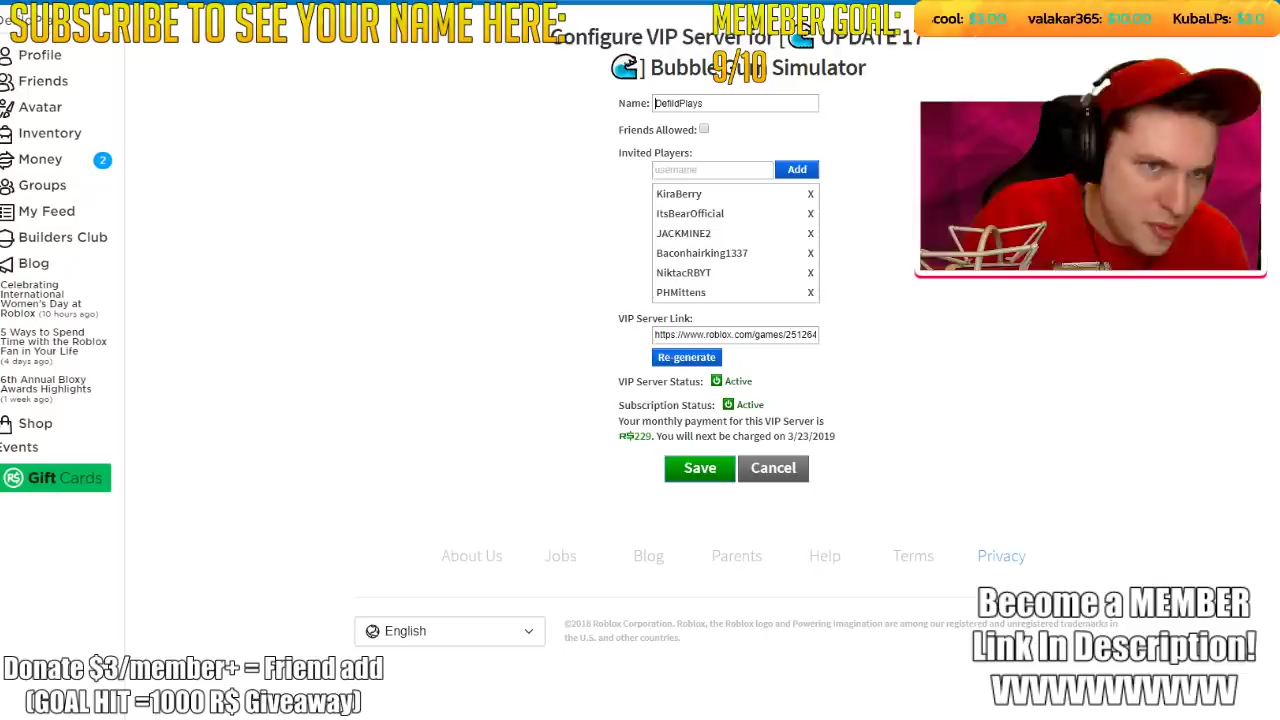 SUBSCRIBE TO SEE YOUR NAME HERE:
MEMEBER GOAL:
9/10
:cool: $3.00 valakar365: $10.00 KubaLPs: $3.0
Configure VIP Server for [ UPDATE 17
] Bubble Gum Simulator
Profile
Friends
Avatar
Inventory
Money 2
Groups
My Feed
Builders Club
Blog
Celebrating
International
Women's Day at
Roblox (10 hours ago)
5 Ways to Spend
Time with the Roblox
Fan in Your Life
(4 days ago)
6th Annual Bloxy
Awards Highlights
(1 week ago)
Shop
Events
R$ Gift Cards
Name: DefildPlays
Friends Allowed:
Invited Players:
username Add
KiraBerry X
ItsBearOfficial X
JACKMINE2 X
Baconhairking1337 X
NiktacRBYT X
PHMittens X
VIP Server Link:
https://www.roblox.com/games/251264
Re-generate
VIP Server Status: Active
Subscription Status: Active
Your monthly payment for this VIP Server is
R$229. You will next be charged on 3/23/2019
Save Cancel
About Us Jobs Blog Parents Help Terms Privacy
English
©2018 Roblox Corporation. Roblox, the Roblox logo and Powering Imagination are among our registered and unregistered trademarks in
the U.S. and other countries.
Donate $3/member+ = Friend add
(GOAL HIT =1000 R$ Giveaway)
Become a MEMBER
Link In Description!
VVVVVVVVVVVVV